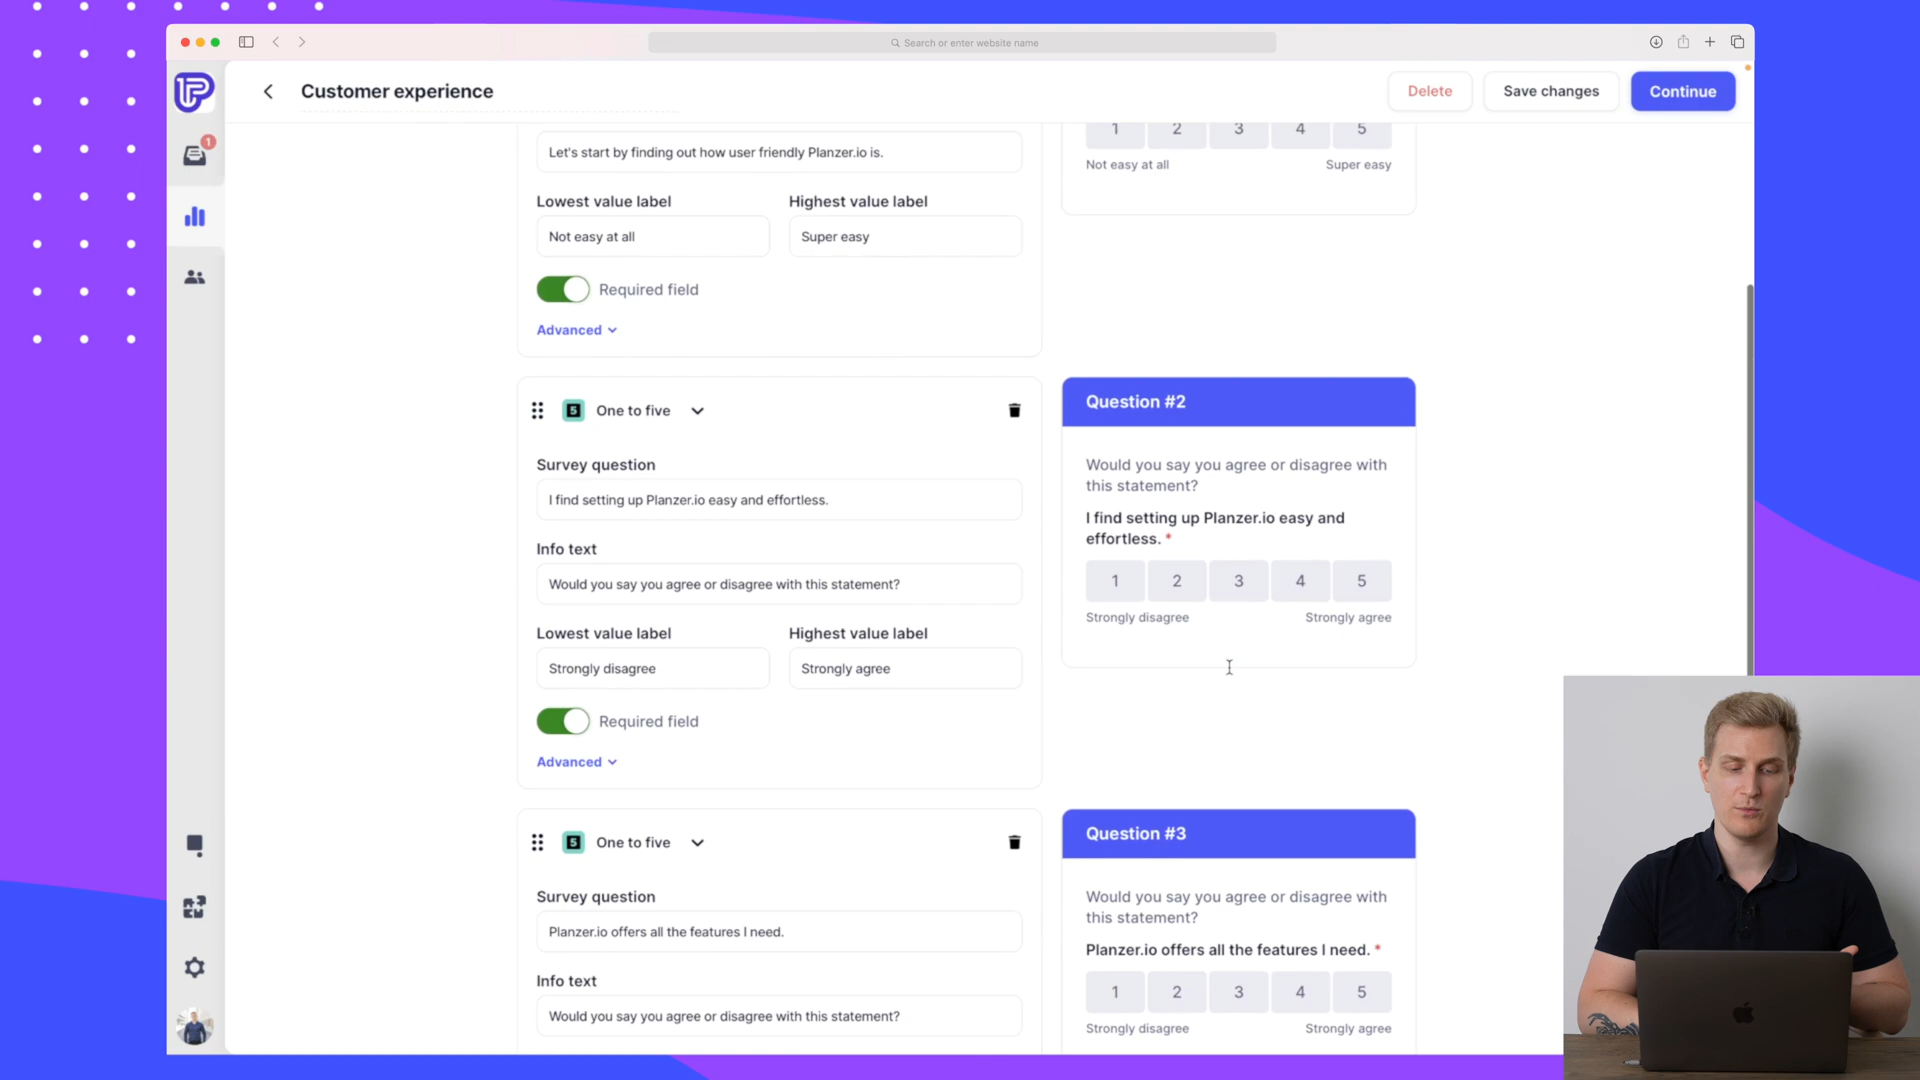 Search or enter website name
Customer experience
Delete
Save changes
Continue
1
Let's start by finding out how user friendly Planzer.io is.
Lowest value label
Highest value label
Not easy at all
Super easy
Required field
Advanced
1 2 3 4 5
Not easy at all
Super easy
5 One to five
Survey question
I find setting up Planzer.io easy and effortless.
Info text
Would you say you agree or disagree with this statement?
Lowest value label
Highest value label
Strongly disagree
Strongly agree
Required field
Advanced
Question #2
Would you say you agree or disagree with
this statement?
I find setting up Planzer.io easy and
effortless. *
1 2 3 4 5
Strongly disagree
Strongly agree
5 One to five
Survey question
Planzer.io offers all the features I need.
Info text
Would you say you agree or disagree with this statement?
Question #3
Would you say you agree or disagree with
this statement?
Planzer.io offers all the features I need. *
1 2 3 4 5
Strongly disagree
Strongly agree